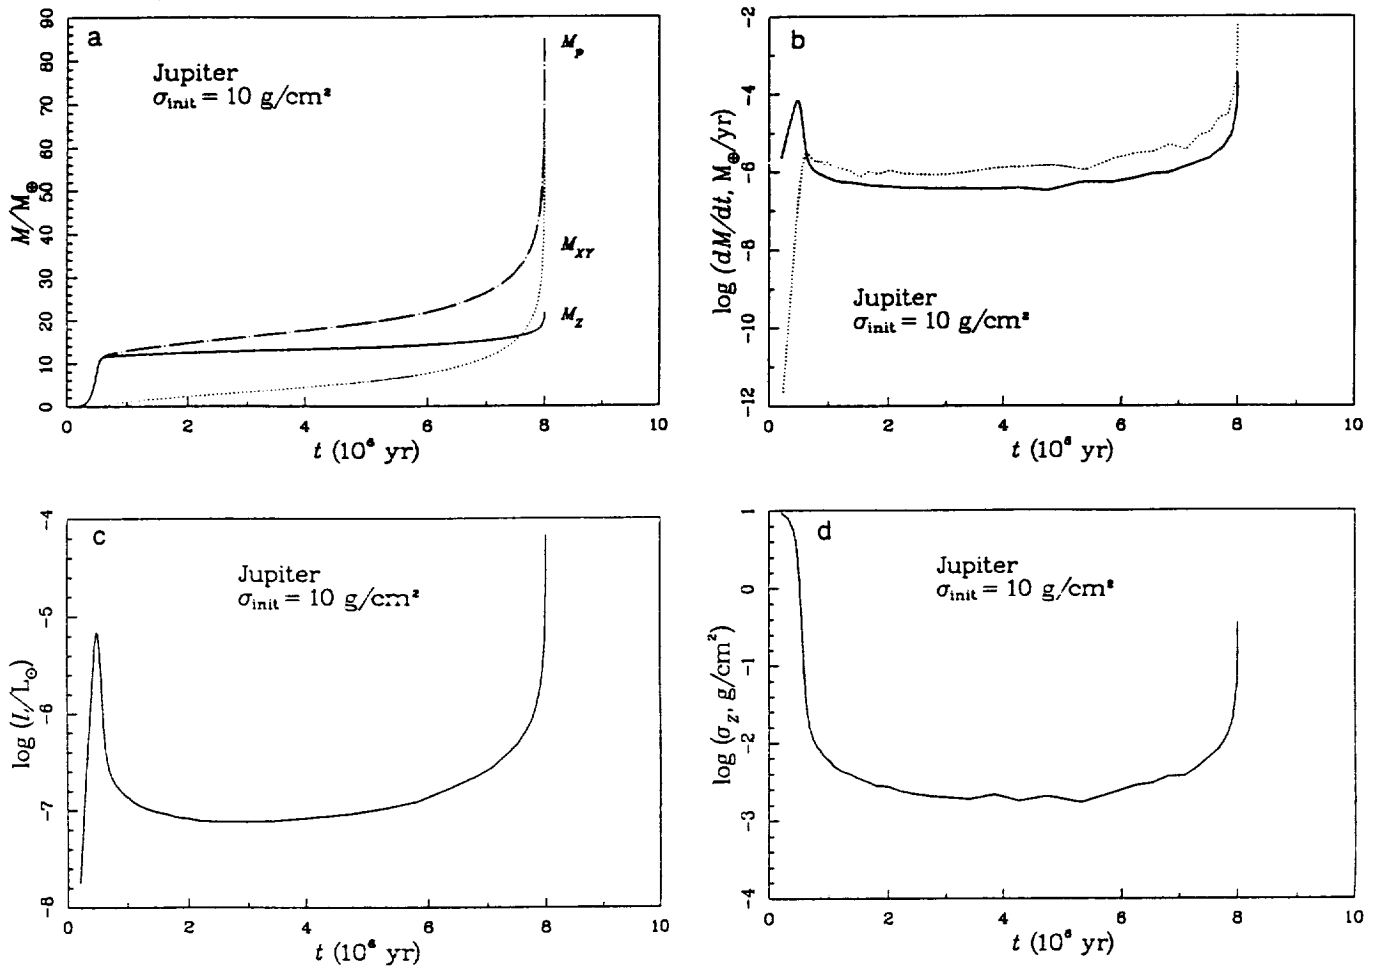 a
Jupiter
σinit = 10 g/cm²
Mp
MXY
MZ
M/M⊕
0 10 20 30 40 50 60 70 80 90
0 2 4 6 8 10
t (10⁶ yr)
b
Jupiter
σinit = 10 g/cm²
log (dM/dt, M⊕/yr)
-12 -10 -8 -6 -4 -2
0 2 4 6 8 10
t (10⁶ yr)
c
Jupiter
σinit = 10 g/cm²
log (L/L⊙)
-8 -7 -6 -5 -4
0 2 4 6 8 10
t (10⁶ yr)
d
Jupiter
σinit = 10 g/cm²
log (σZ, g/cm²)
-4 -3 -2 -1 0 1
0 2 4 6 8 10
t (10⁶ yr)